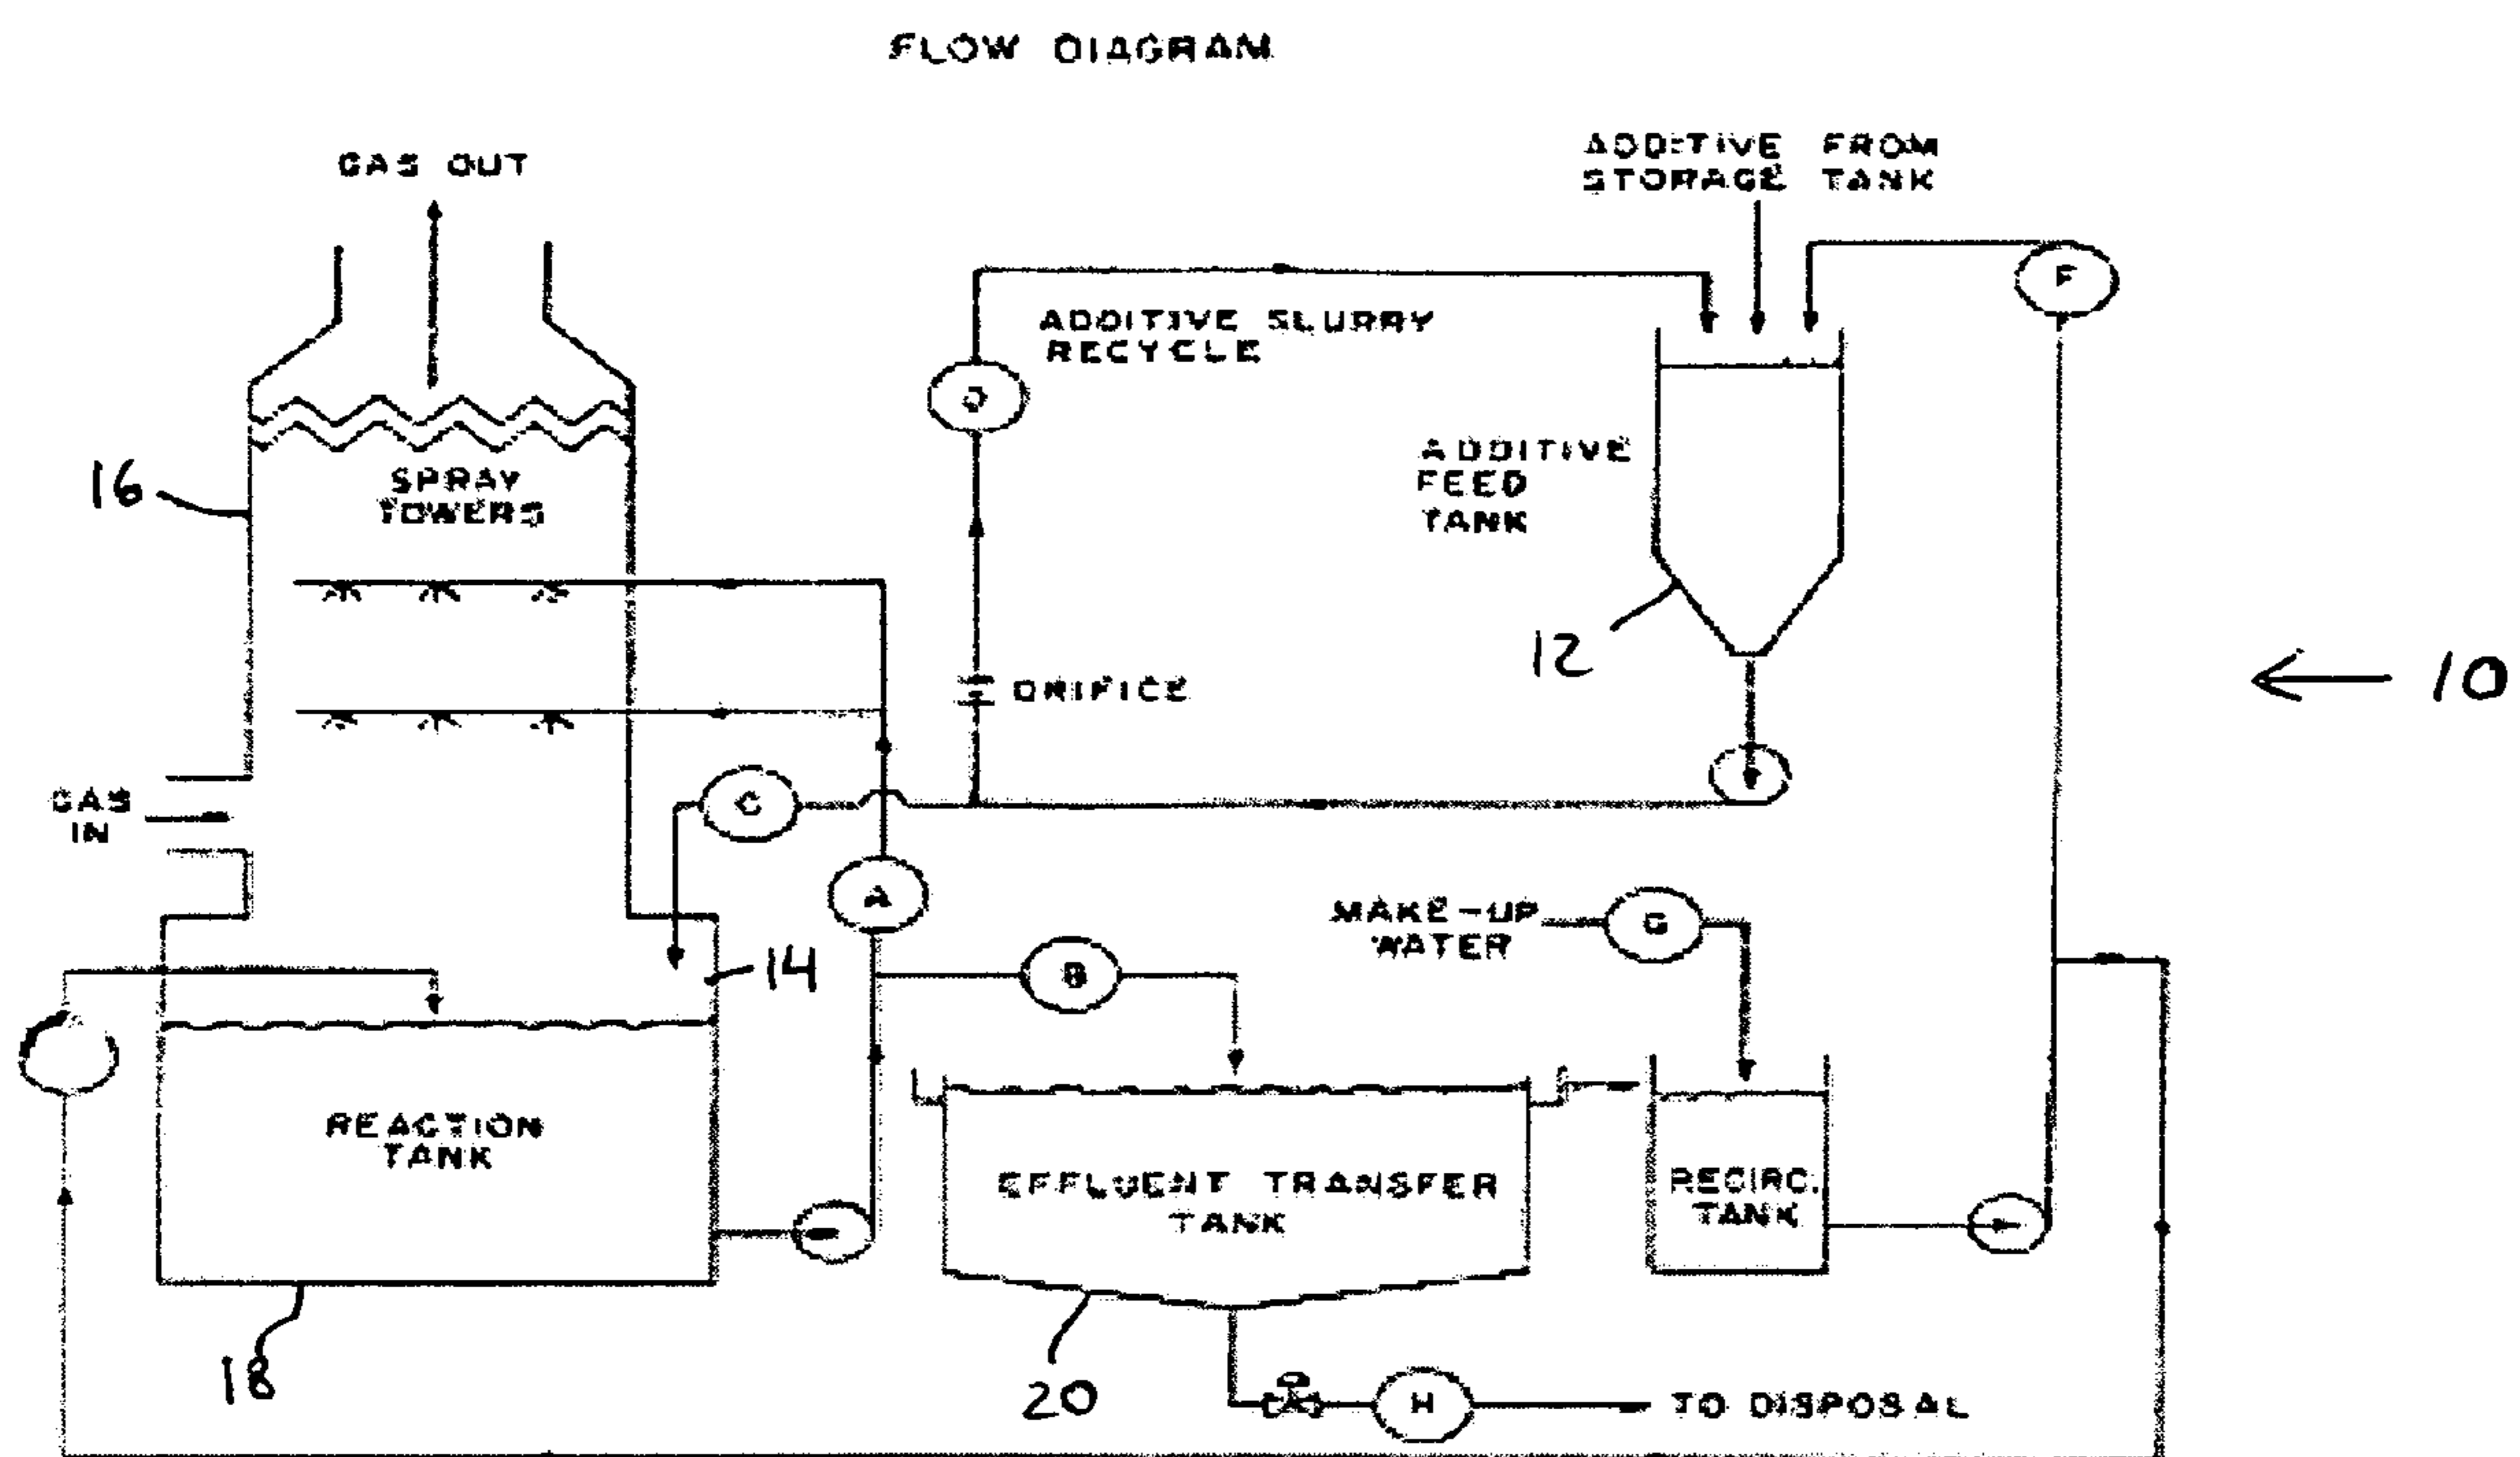 FLOW DIAGRAM
GAS OUT
ADDITIVE FROM
STORAGE TANK
F
ADDITIVE SLURRY
RECYCLE
D
ADDITIVE
FEED
TANK
16
SPRAY
TOWERS
12
10
ORIFICE
GAS
IN
C
A
MAKE-UP
WATER
G
14
B
REACTION
TANK
EFFLUENT TRANSFER
TANK
RECIRC.
TANK
18
20
H
TO DISPOSAL